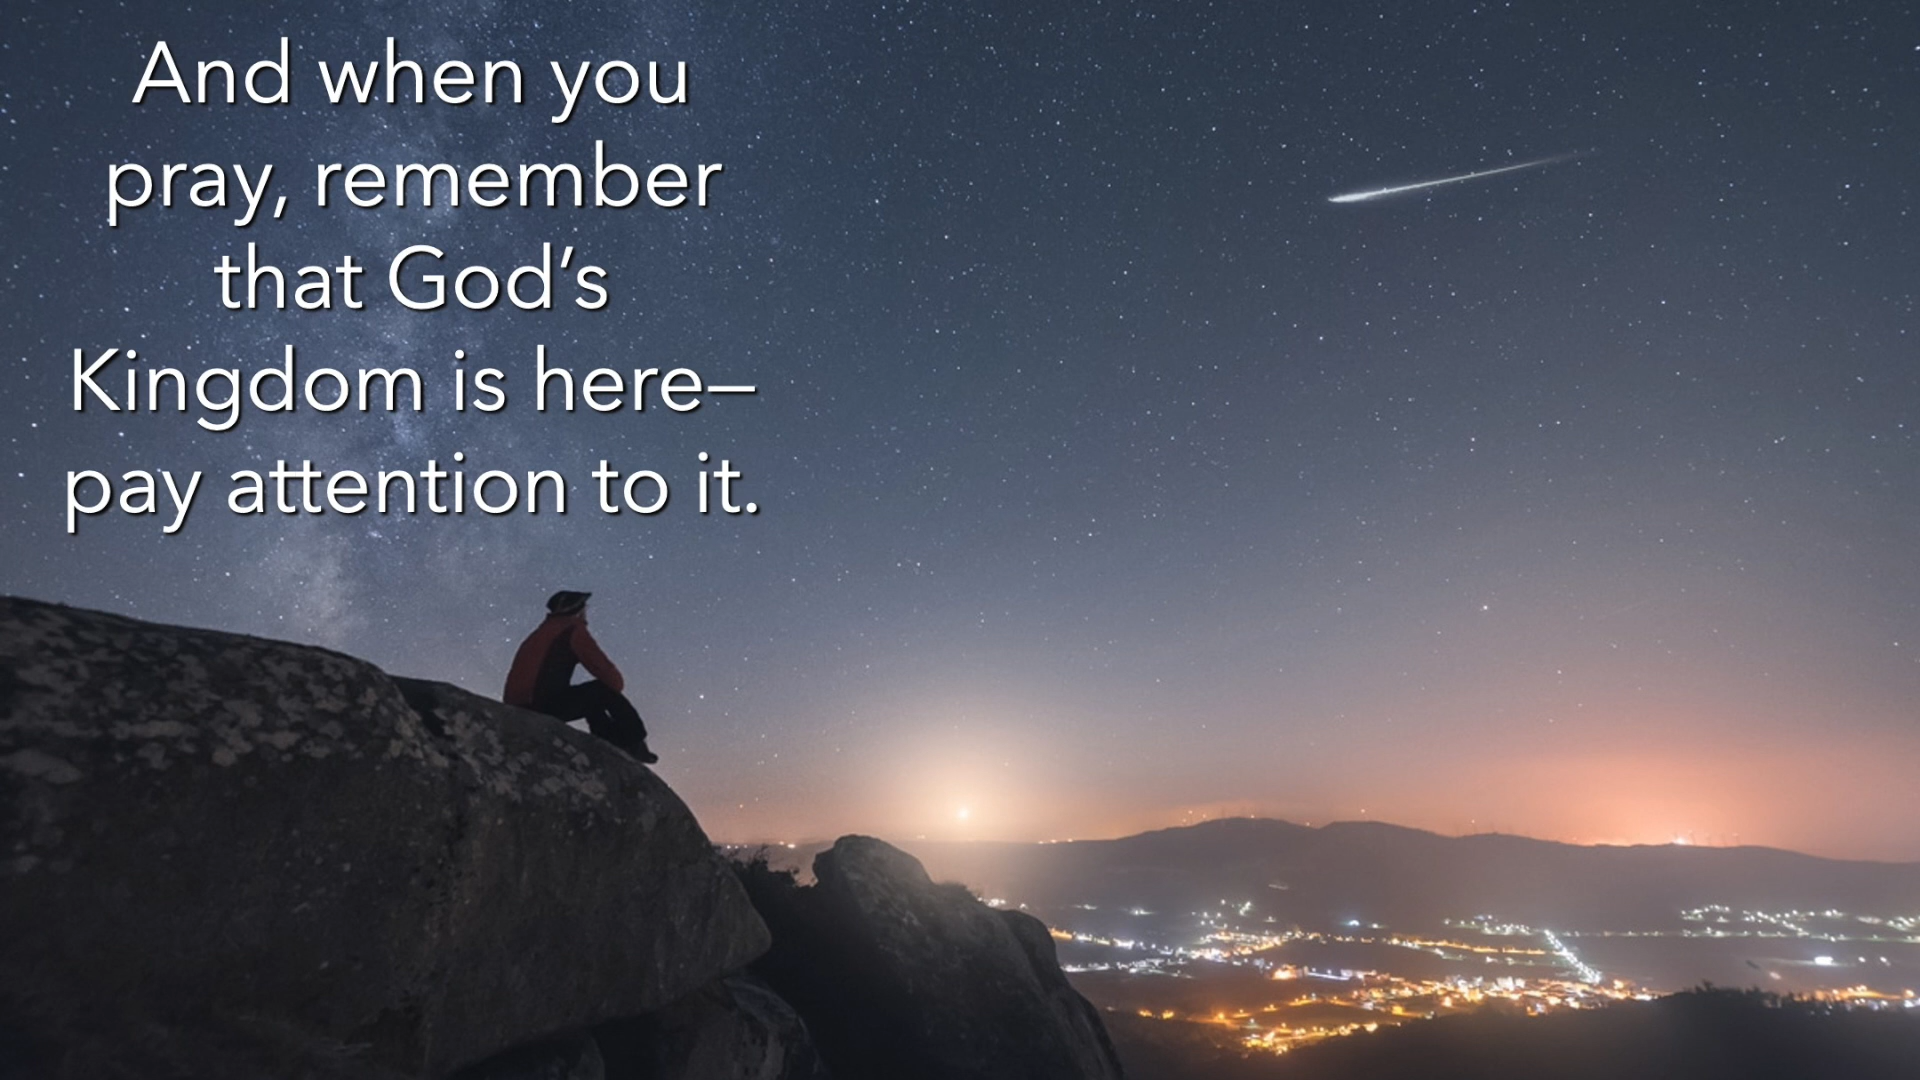 And when you
pray, remember
that God’s
Kingdom is here–
pay attention to it.